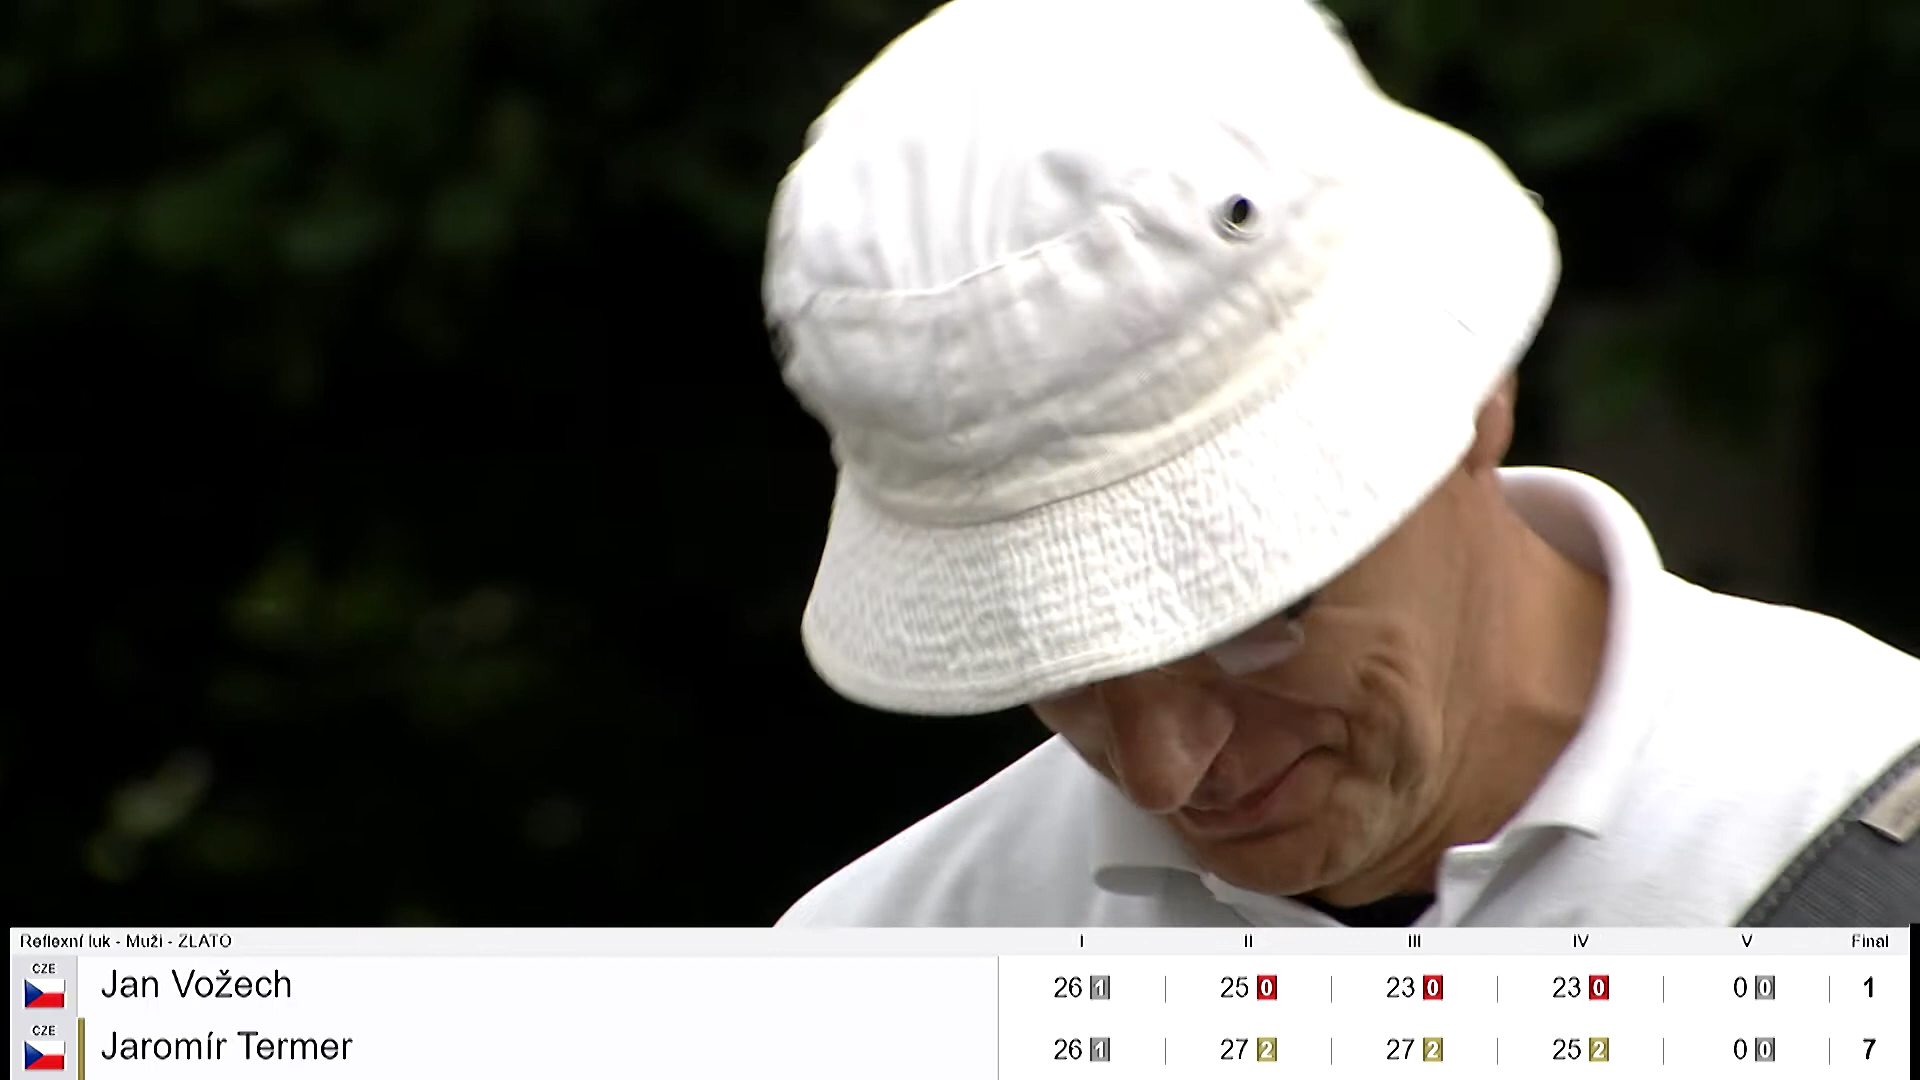 Reflexní luk - Muži - ZLATO I II III IV V Final
CZE Jan Vožech 26 1 25 0 23 0 23 0 0 0 1
CZE Jaromír Termer 26 1 27 2 27 2 25 2 0 0 7